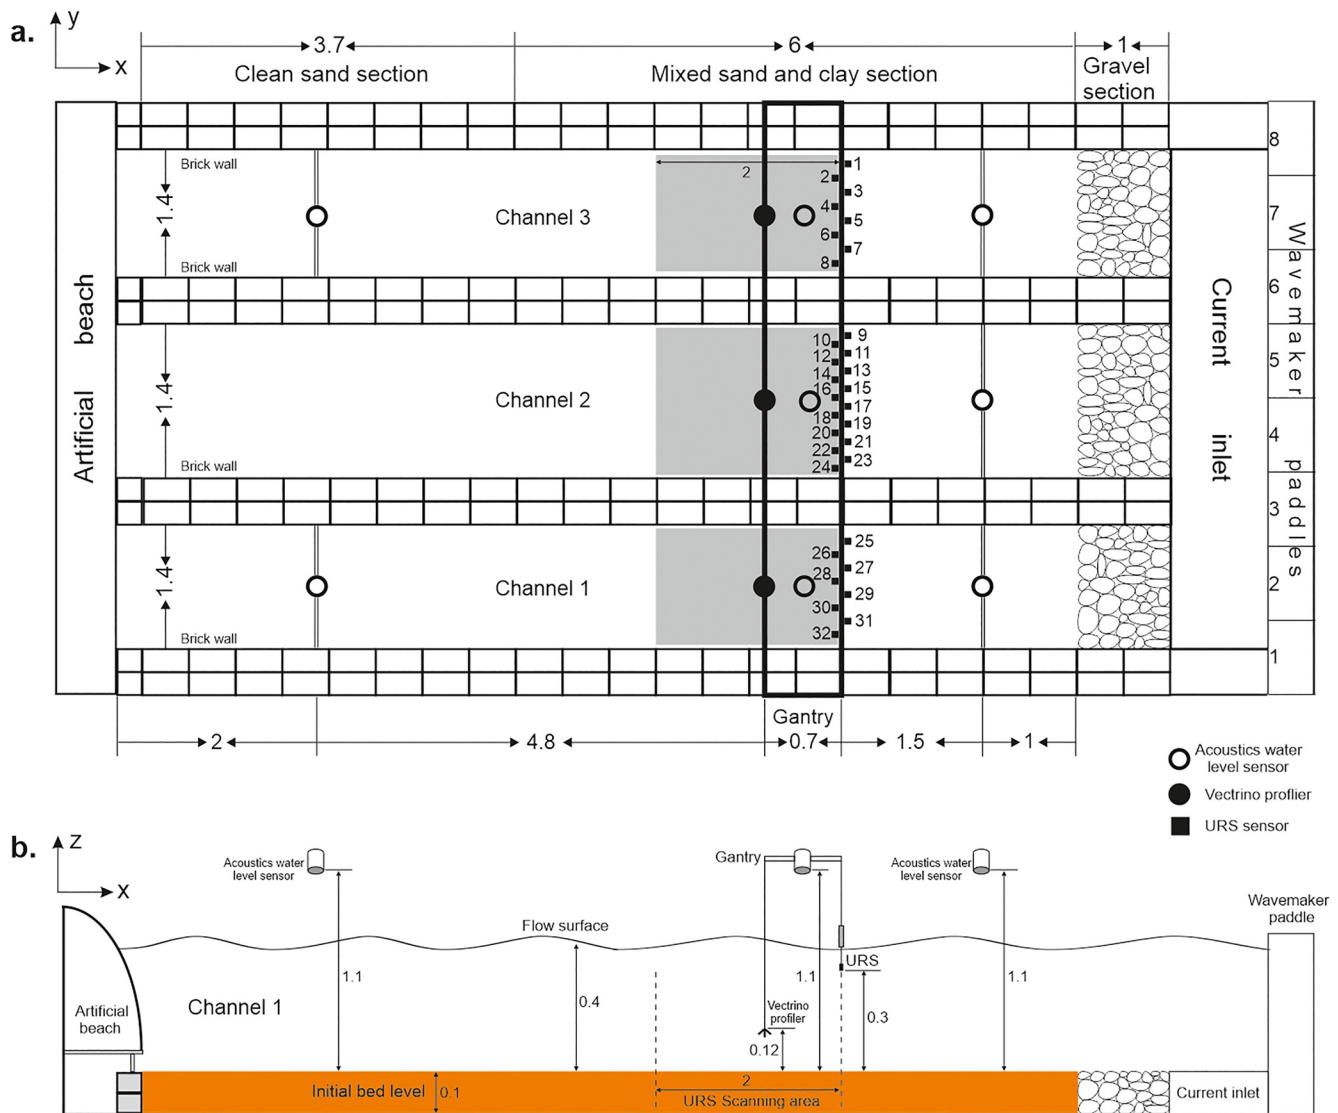 a.
y
x
3.7
6
1
Clean sand section
Mixed sand and clay section
Gravel
section
Artificial beach
Brick wall
1.4
Brick wall
Channel 3
2
1
2
3
4
5
6
7
8
1.4
Brick wall
Channel 2
9
10
11
12
13
14
15
16
17
18
19
20
21
22
23
24
1.4
Brick wall
Channel 1
25
26
27
28
29
30
31
32
Current inlet
8
7
6
5
4
3
2
1
Wavemaker paddles
Gantry
2
4.8
0.7
1.5
1
Acoustics water
level sensor
Vectrino proflier
URS sensor
b.
z
x
Acoustics water
level sensor
Gantry
Acoustics water
level sensor
Wavemaker
paddle
Flow surface
URS
1.1
1.1
1.1
0.4
0.3
Channel 1
Artificial
beach
Vectrino
profiler
0.12
Initial bed level
0.1
2
URS Scanning area
Current inlet